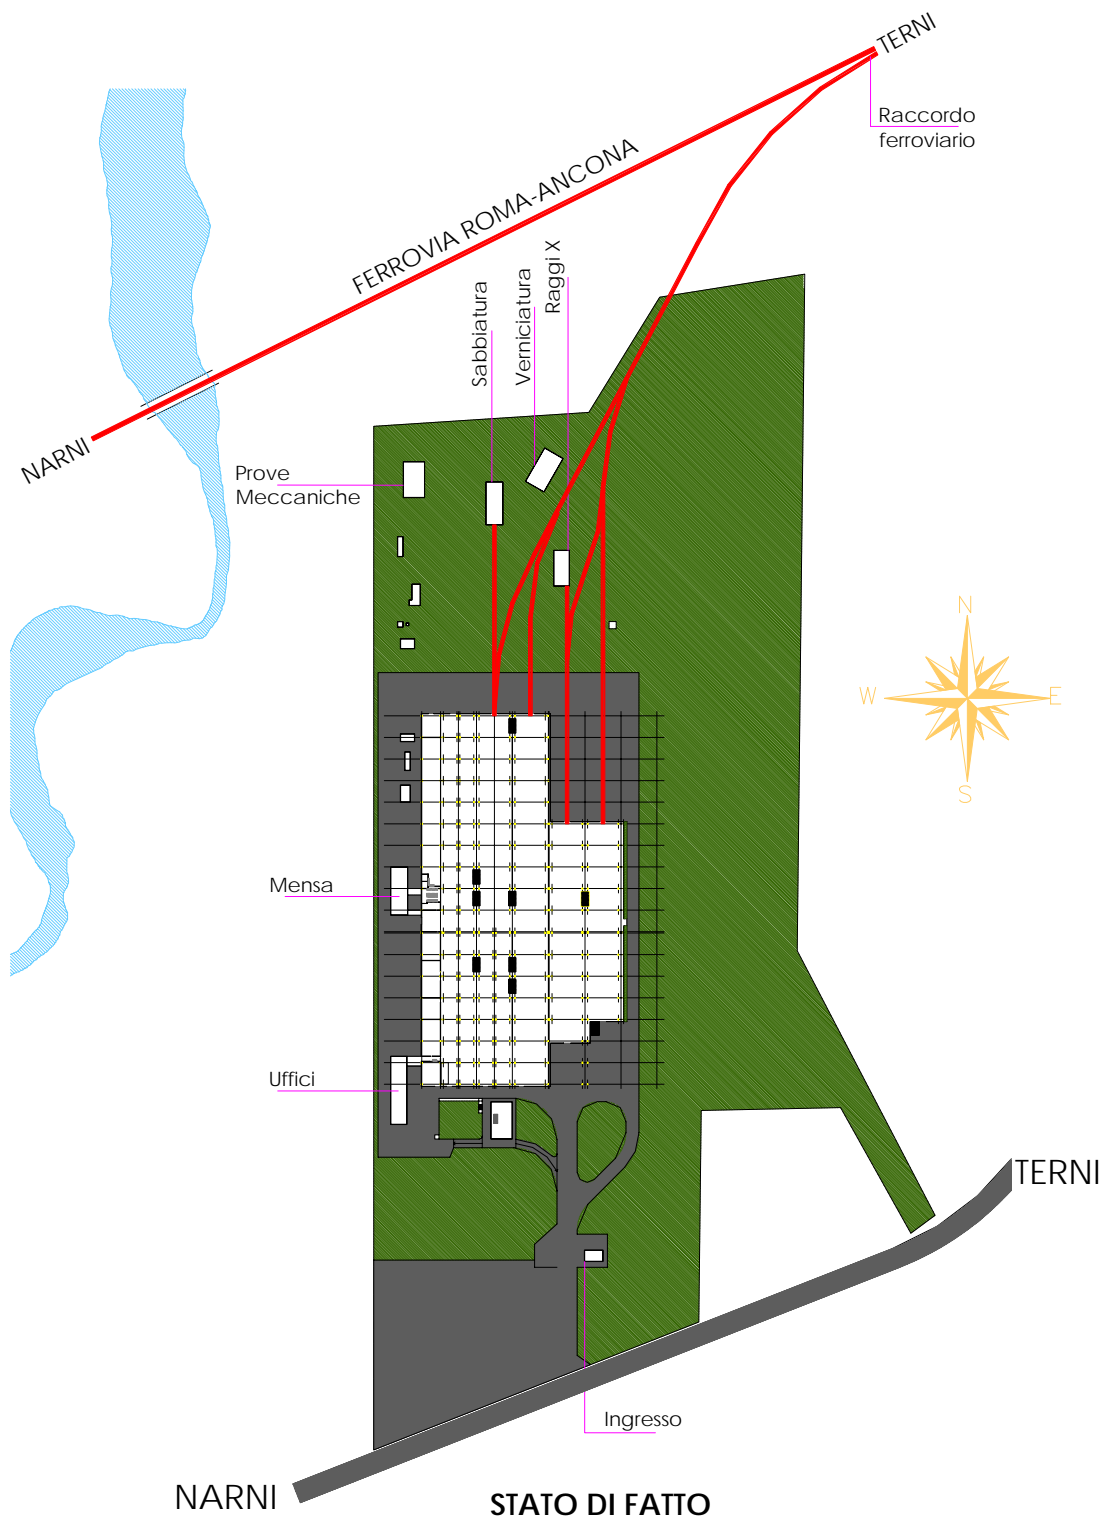 TERNI
Raccordo
ferroviario
FERROVIA ROMA-ANCONA
Raggi X
Verniciatura
Sabbiatura
NARNI
Prove
Meccaniche
N
W
E
S
Mensa
Uffici
TERNI
Ingresso
NARNI
STATO DI FATTO